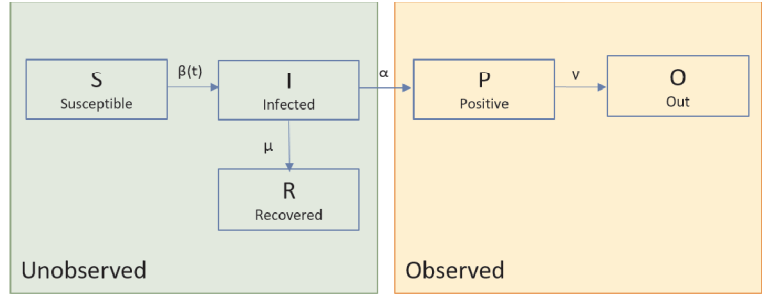 S
Susceptible
β(t)
I
Infected
α
P
Positive
ν
O
Out
μ
R
Recovered
Unobserved
Observed